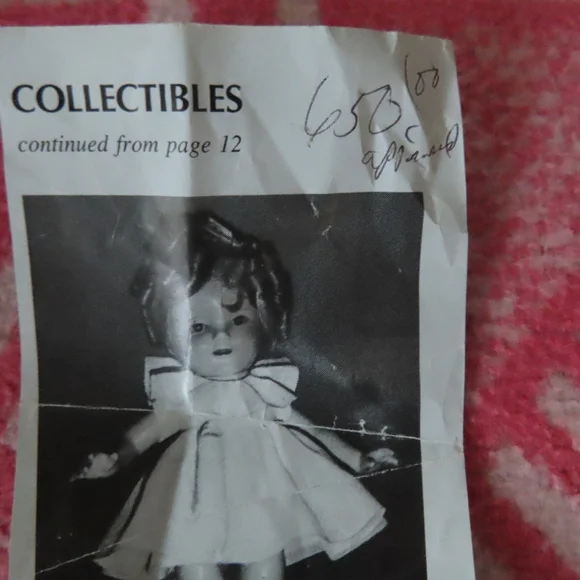 COLLECTIBLES
continued from page 12
650 00